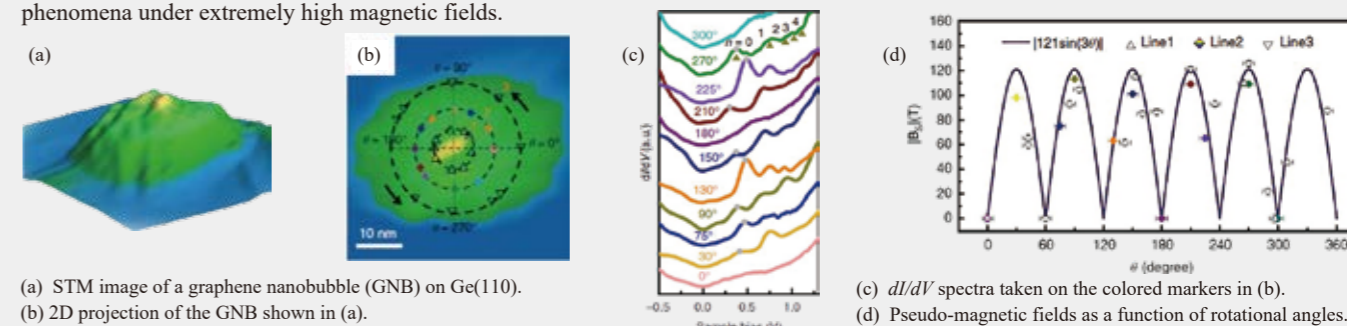 phenomena under extremely high magnetic fields.
(a)
(b)
θ = 30°
θ = 180°
θ = 0°
θ = 270°
10 nm
(a) STM image of a graphene nanobubble (GNB) on Ge(110).
(b) 2D projection of the GNB shown in (a).
(c)
dI/dV (a.u.)
300°
n = 0 1 2 3 4
270°
225°
210°
180°
150°
130°
90°
75°
30°
0°
−0.5 0.0 0.5 1.0
Sample bias (V)
(d)
|121sin(3θ)| Line1 Line2 Line3
160
140
120
100
80
60
40
20
0
|Bₛ|(T)
0 60 120 180 240 300 360
θ (degree)
(c) dI/dV spectra taken on the colored markers in (b).
(d) Pseudo-magnetic fields as a function of rotational angles.